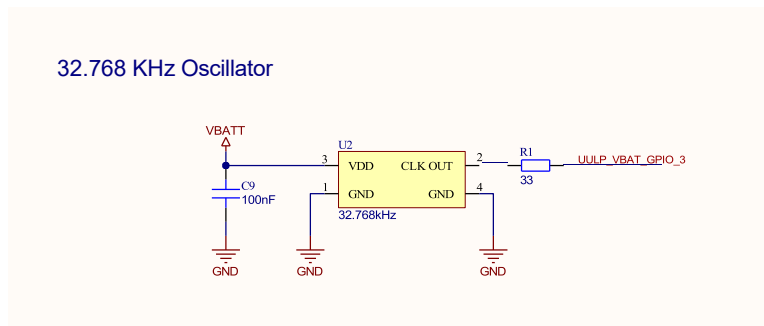 32.768 KHz Oscillator
VBATT
U2
3
VDD
CLK OUT
2
R1
33
UULP_VBAT_GPIO_3
C9
100nF
1
GND
GND
4
32.768kHz
GND
GND
GND